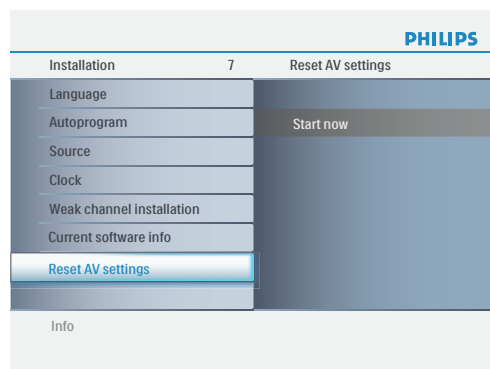 PHILIPS
Installation 7 Reset AV settings
Language
Autoprogram
Start now
Source
Clock
Weak channel installation
Current software info
Reset AV settings
Info